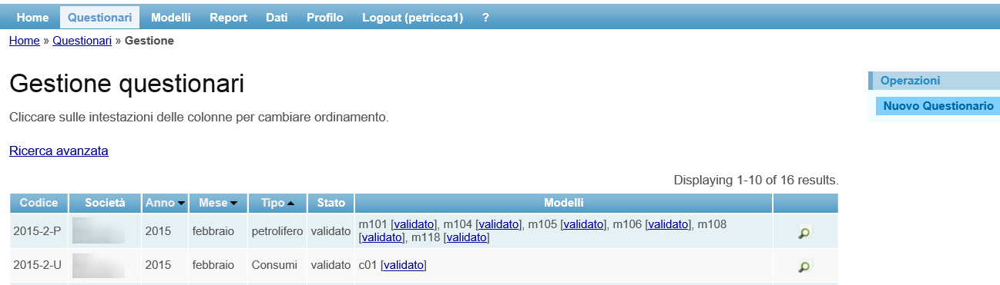 Home Questionari Modelli Report Dati Profilo Logout (petricca1) ?
Home » Questionari » Gestione
Gestione questionari
Operazioni
Nuovo Questionario
Cliccare sulle intestazioni delle colonne per cambiare ordinamento.
Ricerca avanzata
Displaying 1-10 of 16 results.
Codice Società Anno Mese Tipo Stato Modelli
2015-2-P 2015 febbraio petrolifero validato m101 [validato], m104 [validato], m105 [validato], m106 [validato], m108
[validato], m118 [validato]
2015-2-U 2015 febbraio Consumi validato c01 [validato]